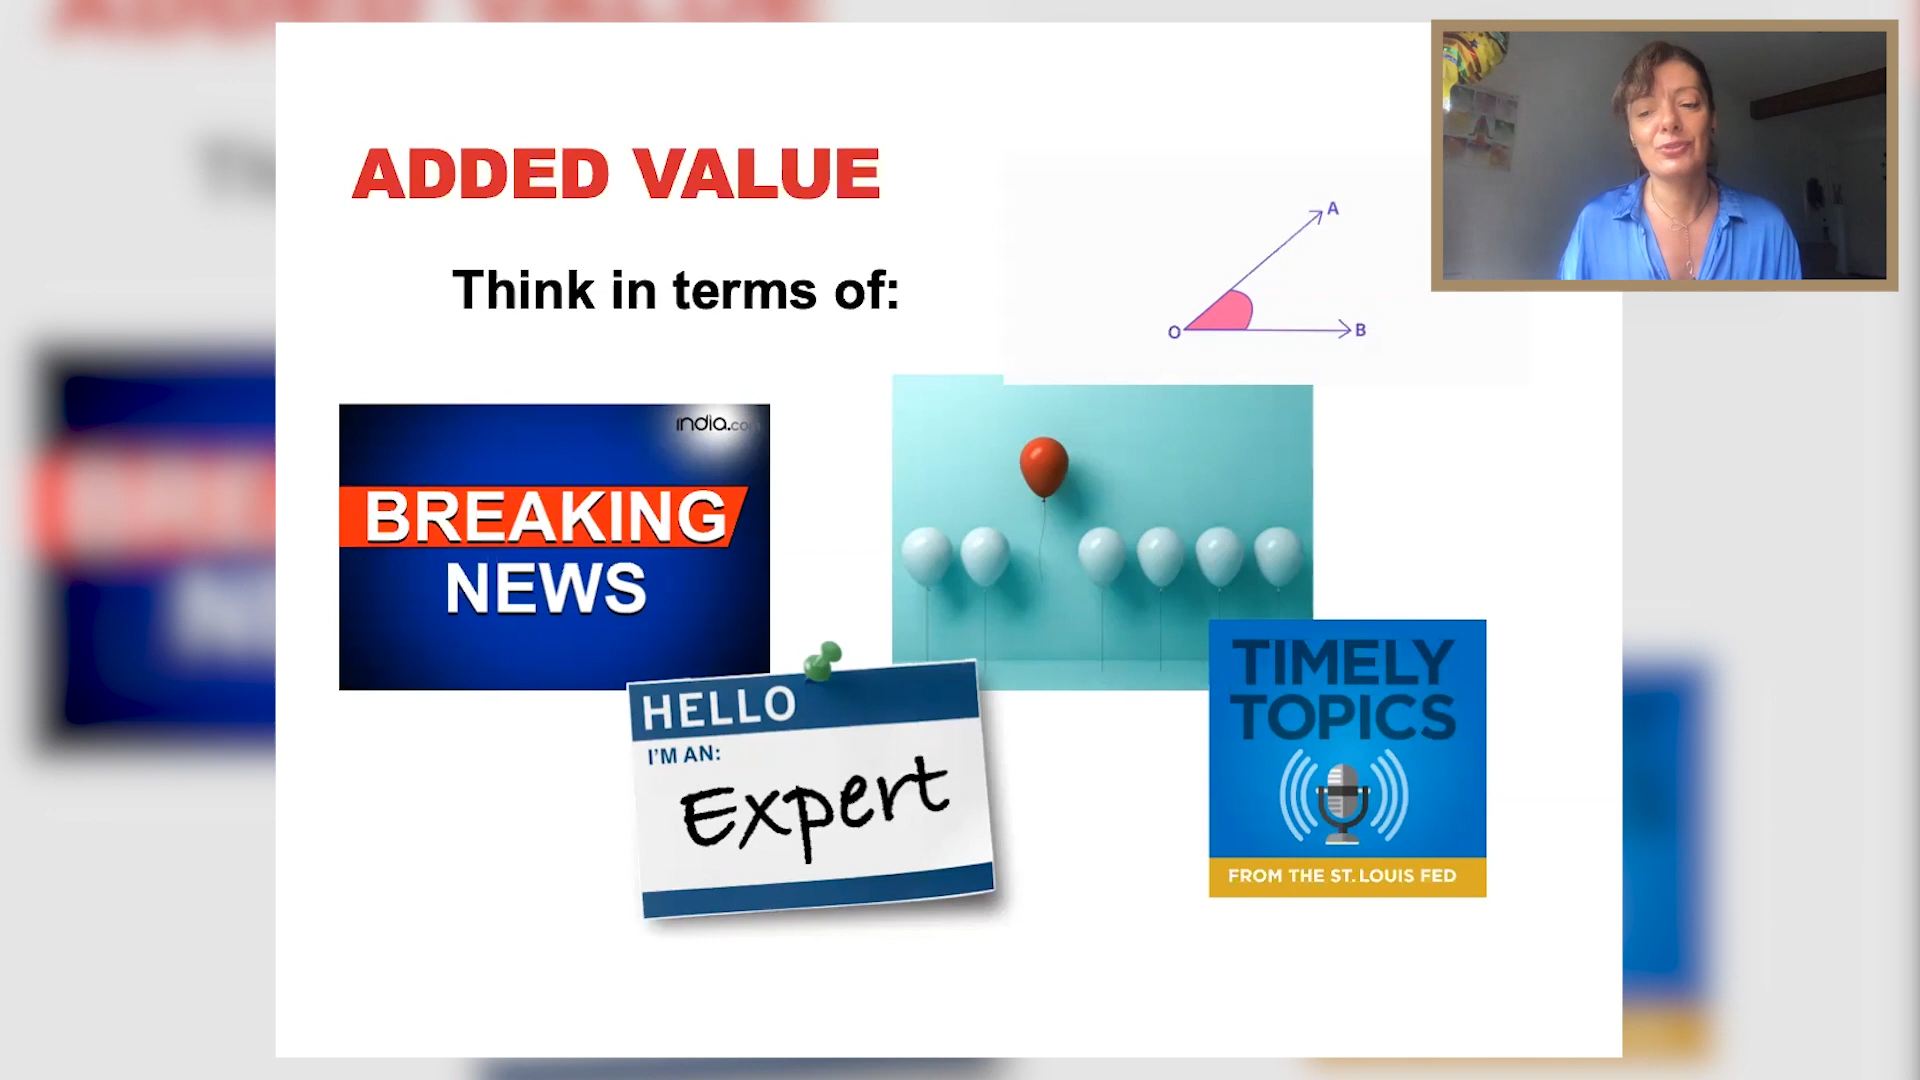 ADDED VALUE
Think in terms of:
A
O
B
india.com
BREAKING
NEWS
HELLO
I'M AN:
Expert
TIMELY
TOPICS
FROM THE ST. LOUIS FED